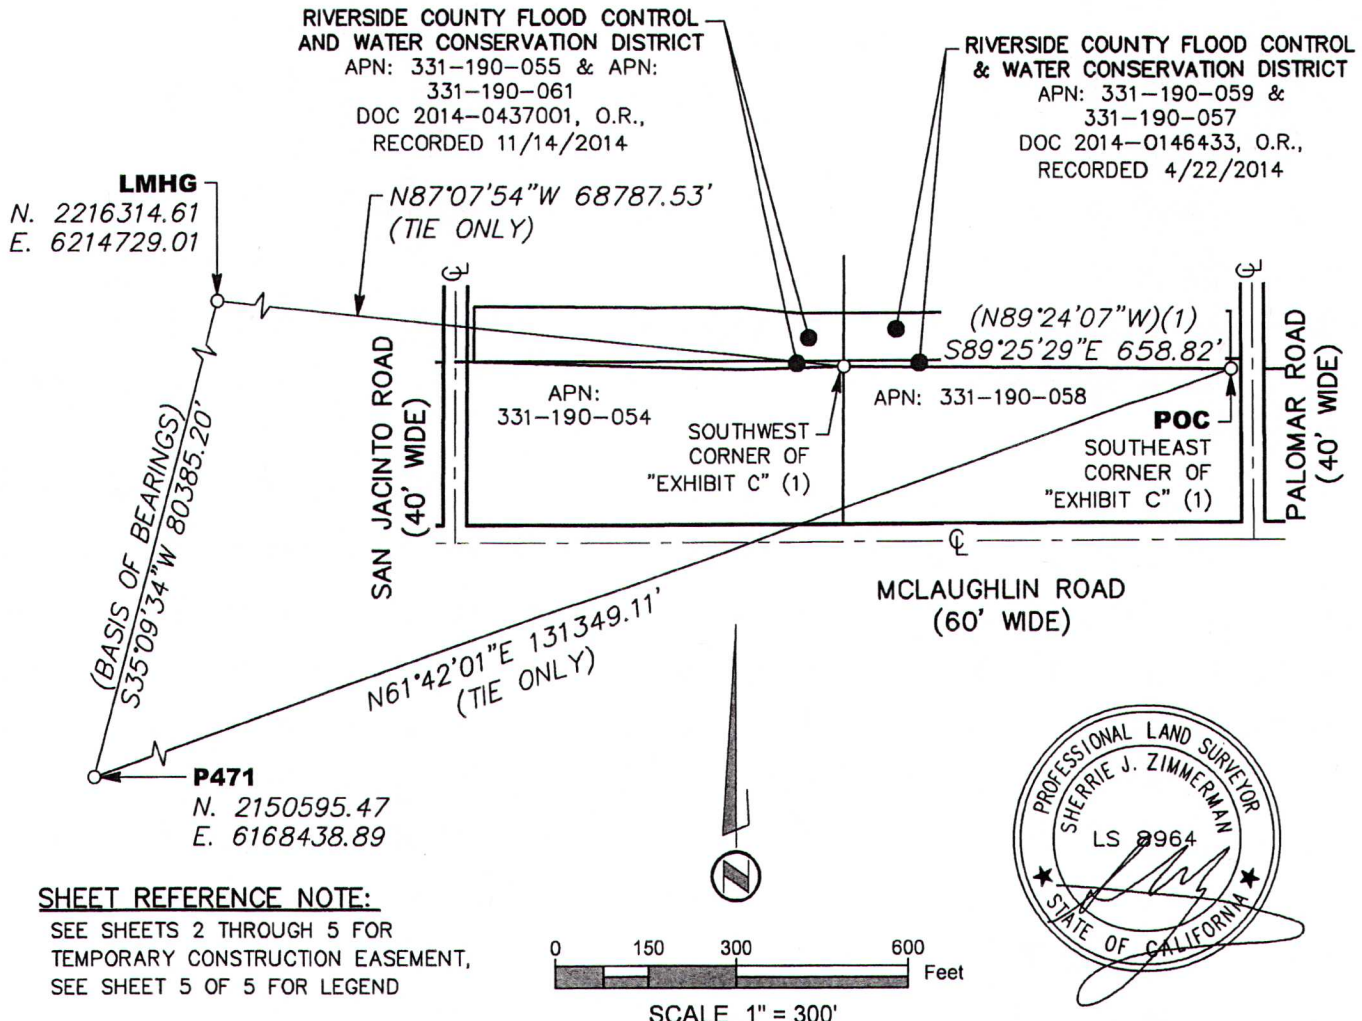 RIVERSIDE COUNTY FLOOD CONTROL
AND WATER CONSERVATION DISTRICT
APN: 331-190-055 & APN:
331-190-061
DOC 2014-0437001, O.R.,
RECORDED 11/14/2014
RIVERSIDE COUNTY FLOOD CONTROL
& WATER CONSERVATION DISTRICT
APN: 331-190-059 &
331-190-057
DOC 2014-0146433, O.R.,
RECORDED 4/22/2014
LMHG
N. 2216314.61
E. 6214729.01
N87°07'54"W 68787.53'
(TIE ONLY)
CL
CL
(N89°24'07"W)(1)
S89°25'29"E 658.82'
SAN JACINTO ROAD
(40' WIDE)
PALOMAR ROAD
(40' WIDE)
APN:
331-190-054
APN: 331-190-058
SOUTHWEST
CORNER OF
"EXHIBIT C" (1)
POC
SOUTHEAST
CORNER OF
"EXHIBIT C" (1)
CL
MCLAUGHLIN ROAD
(60' WIDE)
(BASIS OF BEARINGS)
S35°09'34"W 80385.20'
N61°42'01"E 131349.11'
(TIE ONLY)
P471
N. 2150595.47
E. 6168438.89
N
SHEET REFERENCE NOTE:
SEE SHEETS 2 THROUGH 5 FOR
TEMPORARY CONSTRUCTION EASEMENT,
SEE SHEET 5 OF 5 FOR LEGEND
0 150 300 600
Feet
SCALE 1" = 300'
PROFESSIONAL LAND SURVEYOR
SHERRIE J. ZIMMERMAN
LS 8964
STATE OF CALIFORNIA